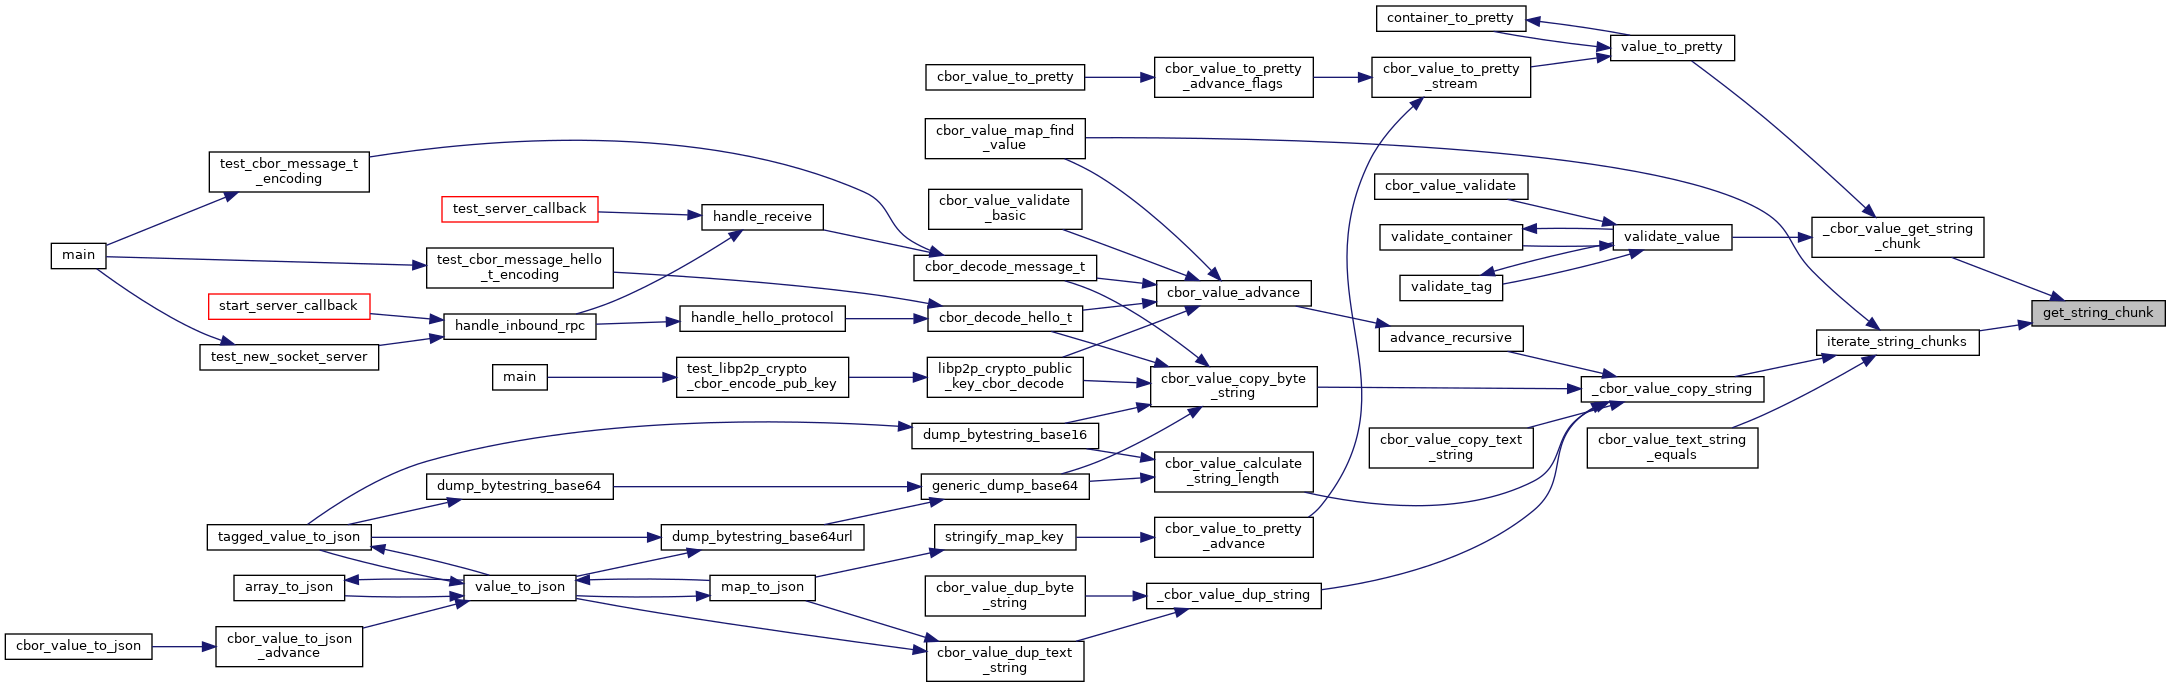 container_to_pretty
value_to_pretty
cbor_value_to_pretty
cbor_value_to_pretty
_advance_flags
cbor_value_to_pretty
_stream
cbor_value_map_find
_value
test_cbor_message_t
_encoding
cbor_value_validate
cbor_value_validate
_basic
test_server_callback
handle_receive
validate_container
validate_value
_cbor_value_get_string
_chunk
main
test_cbor_message_hello
_t_encoding
cbor_decode_message_t
cbor_value_advance
validate_tag
get_string_chunk
start_server_callback
handle_inbound_rpc
handle_hello_protocol
cbor_decode_hello_t
advance_recursive
iterate_string_chunks
test_new_socket_server
main
test_libp2p_crypto
_cbor_encode_pub_key
libp2p_crypto_public
_key_cbor_decode
cbor_value_copy_byte
_string
_cbor_value_copy_string
dump_bytestring_base16
cbor_value_copy_text
_string
cbor_value_text_string
_equals
cbor_value_calculate
_string_length
dump_bytestring_base64
generic_dump_base64
tagged_value_to_json
dump_bytestring_base64url
stringify_map_key
cbor_value_to_pretty
_advance
array_to_json
value_to_json
map_to_json
cbor_value_dup_byte
_string
_cbor_value_dup_string
cbor_value_to_json
cbor_value_to_json
_advance
cbor_value_dup_text
_string